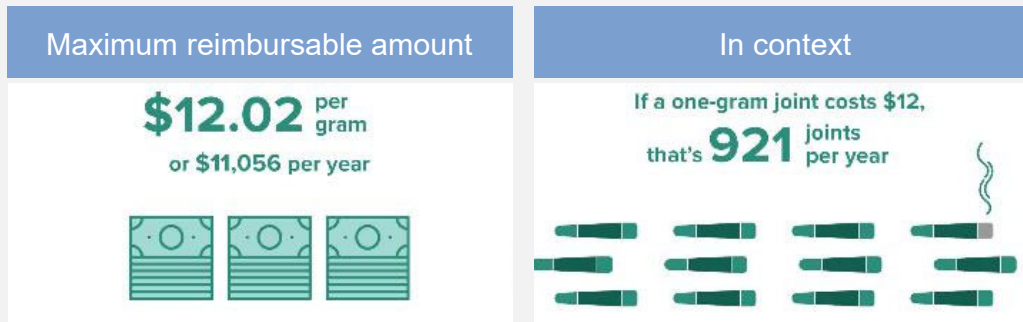 Maximum reimbursable amount
$12.02 per gram
or $11,056 per year
In context
If a one-gram joint costs $12,
that's 921 joints per year